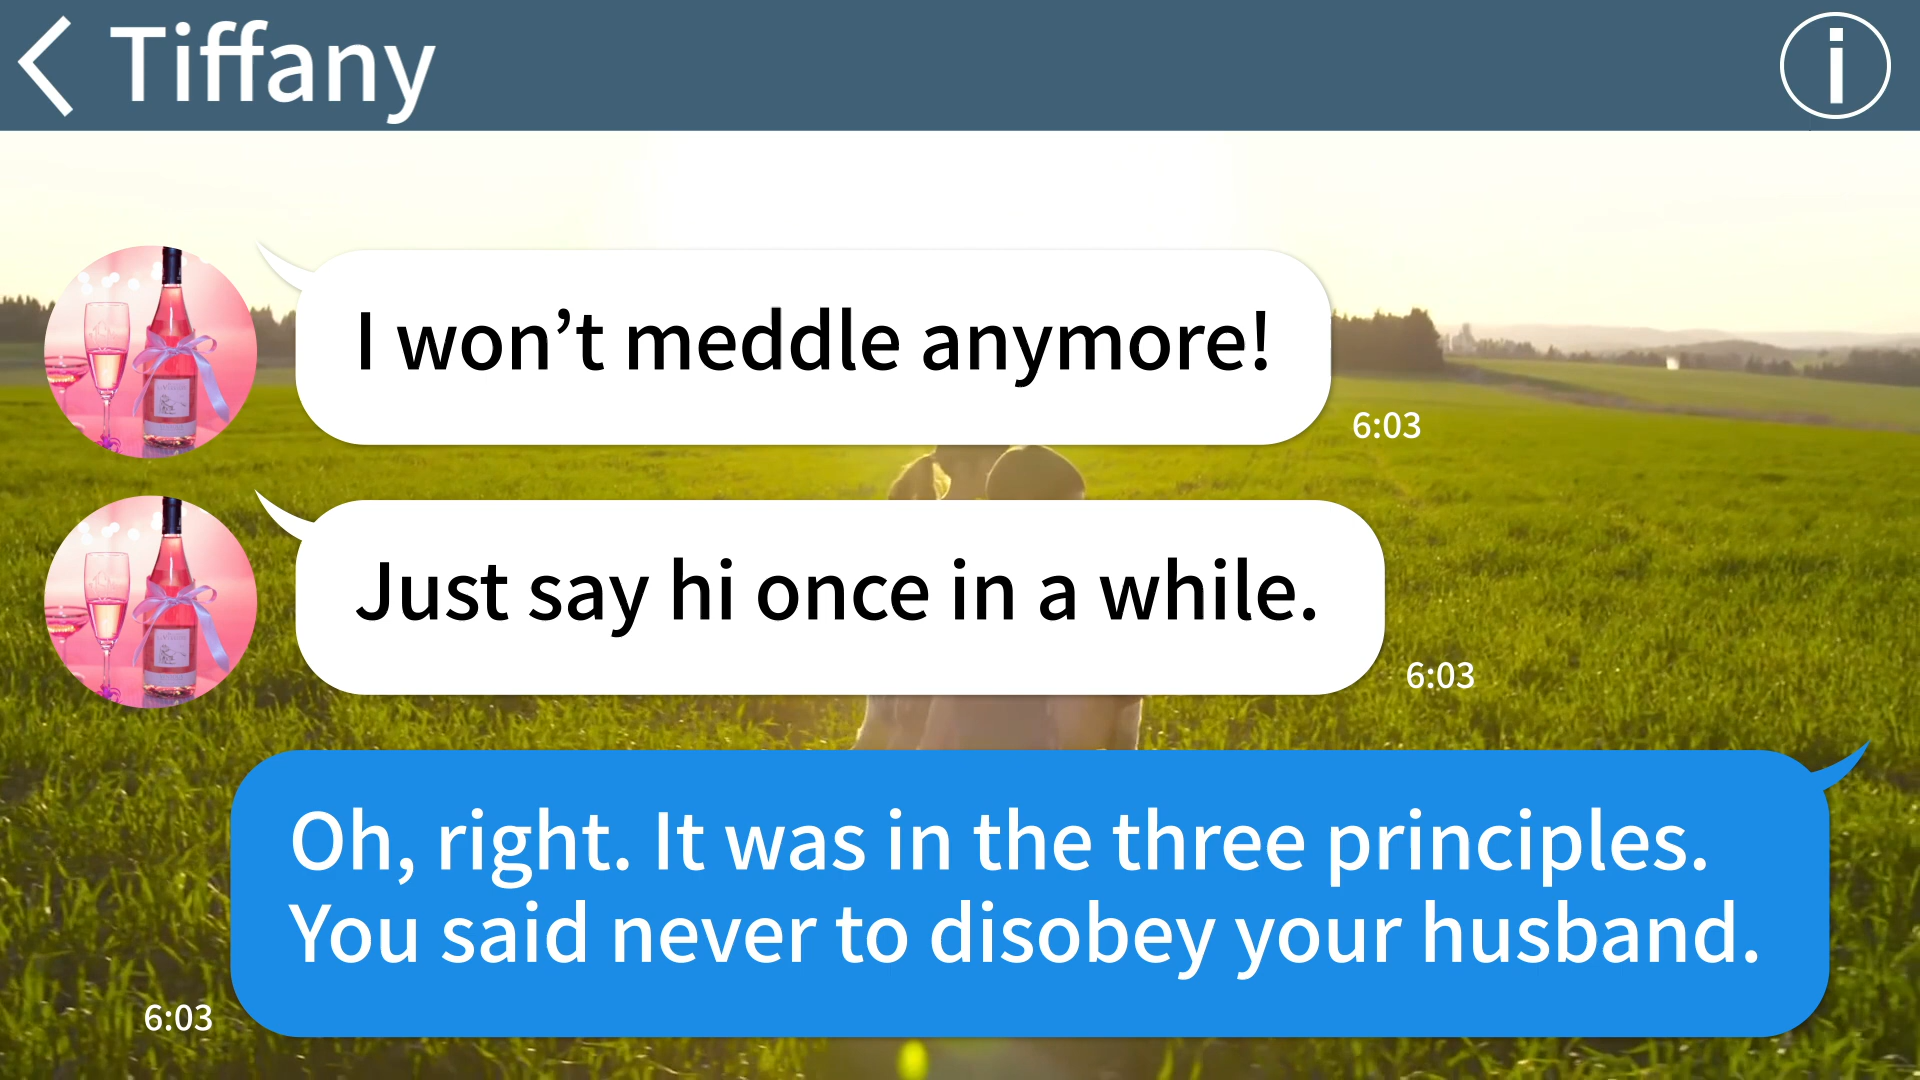 Tiffany
I won’t meddle anymore!
6:03
Just say hi once in a while.
6:03
Oh, right. It was in the three principles.
You said never to disobey your husband.
6:03